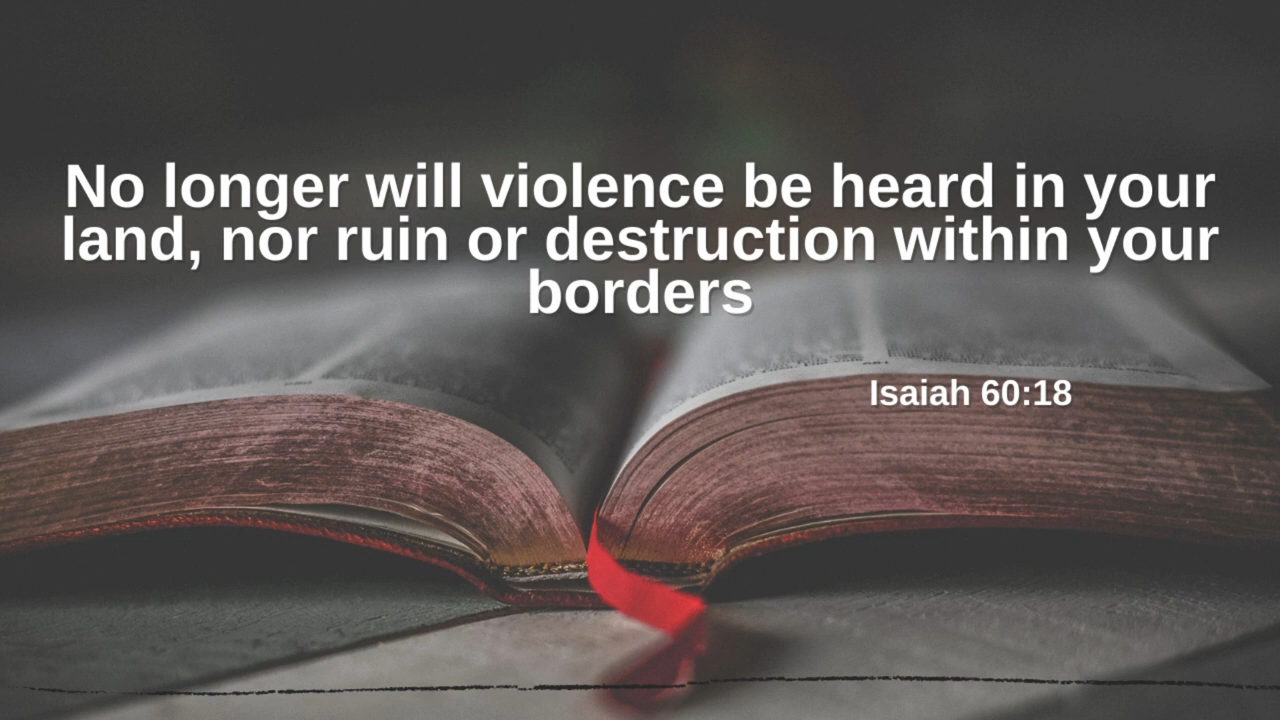 No longer will violence be heard in your
land, nor ruin or destruction within your
borders
Isaiah 60:18